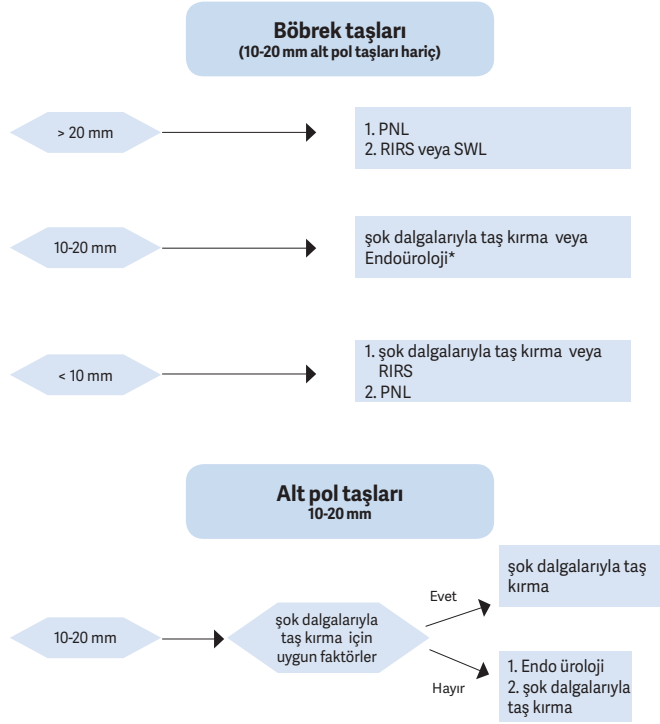 Böbrek taşları
(10-20 mm alt pol taşları hariç)
> 20 mm
1. PNL
2. RIRS veya SWL
10-20 mm
şok dalgalarıyla taş kırma veya
Endoüroloji*
< 10 mm
1. şok dalgalarıyla taş kırma veya
RIRS
2. PNL
Alt pol taşları
10-20 mm
10-20 mm
şok dalgalarıyla
taş kırma için
uygun faktörler
Evet
şok dalgalarıyla taş
kırma
Hayır
1. Endo üroloji
2. şok dalgalarıyla
taş kırma